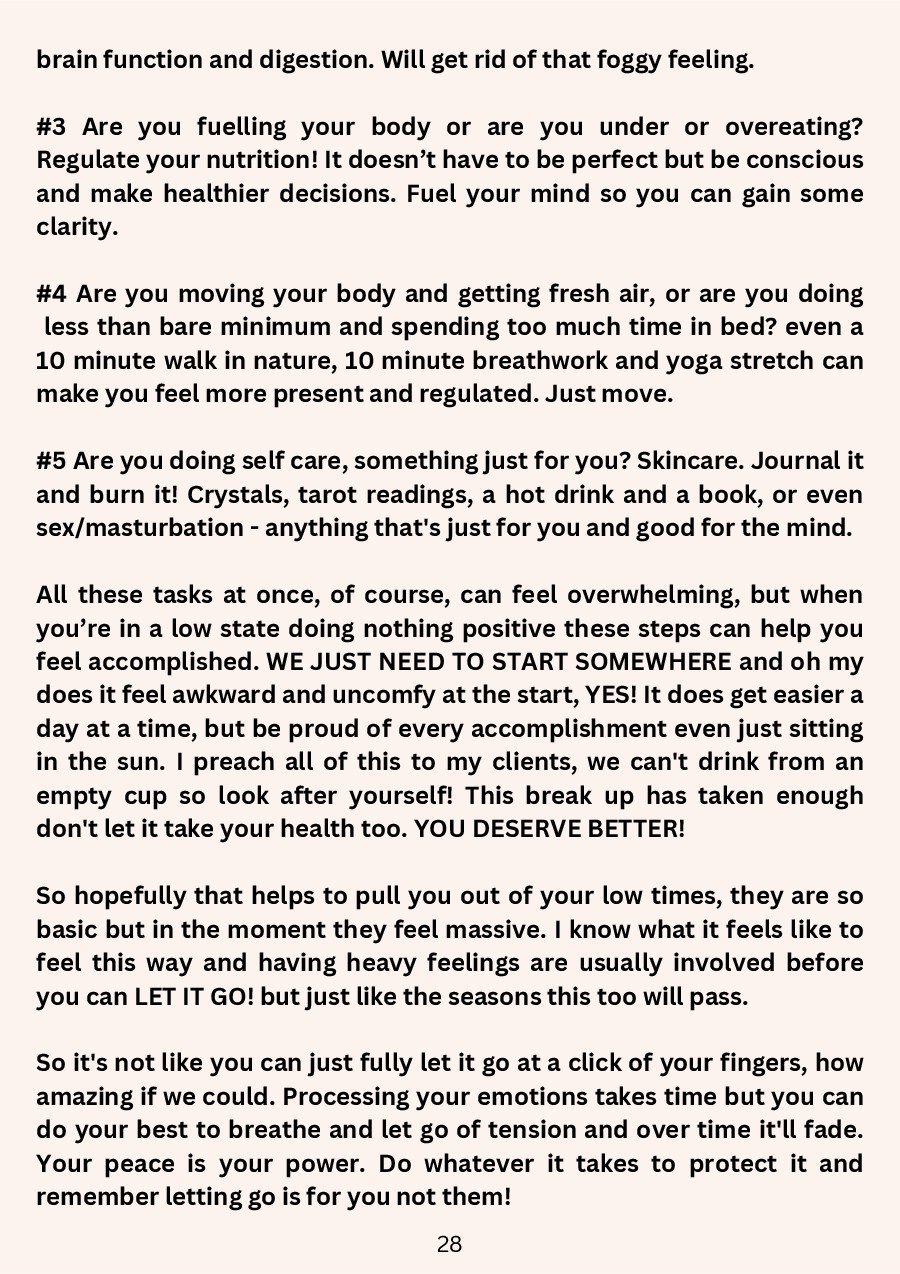 brain function and digestion. Will get rid of that foggy feeling.
#3 Are you fuelling your body or are you under or overeating?
Regulate your nutrition! It doesn’t have to be perfect but be conscious
and make healthier decisions. Fuel your mind so you can gain some
clarity.
#4 Are you moving your body and getting fresh air, or are you doing
less than bare minimum and spending too much time in bed? even a
10 minute walk in nature, 10 minute breathwork and yoga stretch can
make you feel more present and regulated. Just move.
#5 Are you doing self care, something just for you? Skincare. Journal it
and burn it! Crystals, tarot readings, a hot drink and a book, or even
sex/masturbation - anything that's just for you and good for the mind.
All these tasks at once, of course, can feel overwhelming, but when
you’re in a low state doing nothing positive these steps can help you
feel accomplished. WE JUST NEED TO START SOMEWHERE and oh my
does it feel awkward and uncomfy at the start, YES! It does get easier a
day at a time, but be proud of every accomplishment even just sitting
in the sun. I preach all of this to my clients, we can't drink from an
empty cup so look after yourself! This break up has taken enough
don't let it take your health too. YOU DESERVE BETTER!
So hopefully that helps to pull you out of your low times, they are so
basic but in the moment they feel massive. I know what it feels like to
feel this way and having heavy feelings are usually involved before
you can LET IT GO! but just like the seasons this too will pass.
So it's not like you can just fully let it go at a click of your fingers, how
amazing if we could. Processing your emotions takes time but you can
do your best to breathe and let go of tension and over time it'll fade.
Your peace is your power. Do whatever it takes to protect it and
remember letting go is for you not them!
28